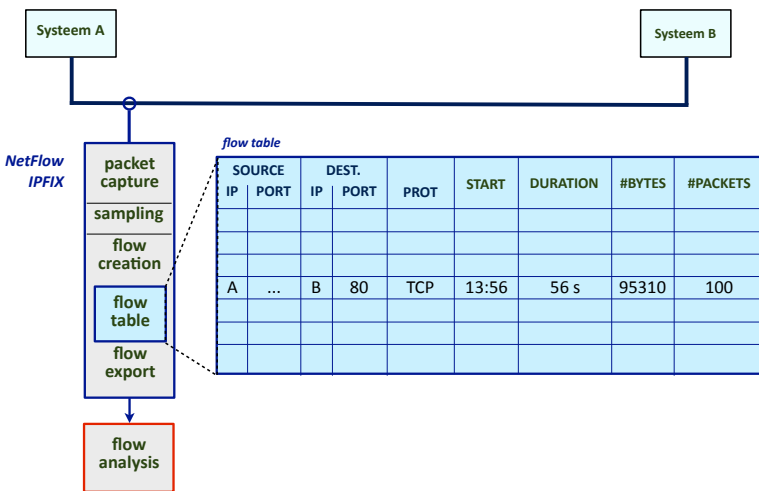 Systeem A
Systeem B
NetFlow
IPFIX
packet
capture
sampling
flow
creation
flow
table
flow
export
flow
analysis
flow table
SOURCE DEST.
IP PORT IP PORT PROT START DURATION #BYTES #PACKETS
A ... B 80 TCP 13:56 56 s 95310 100